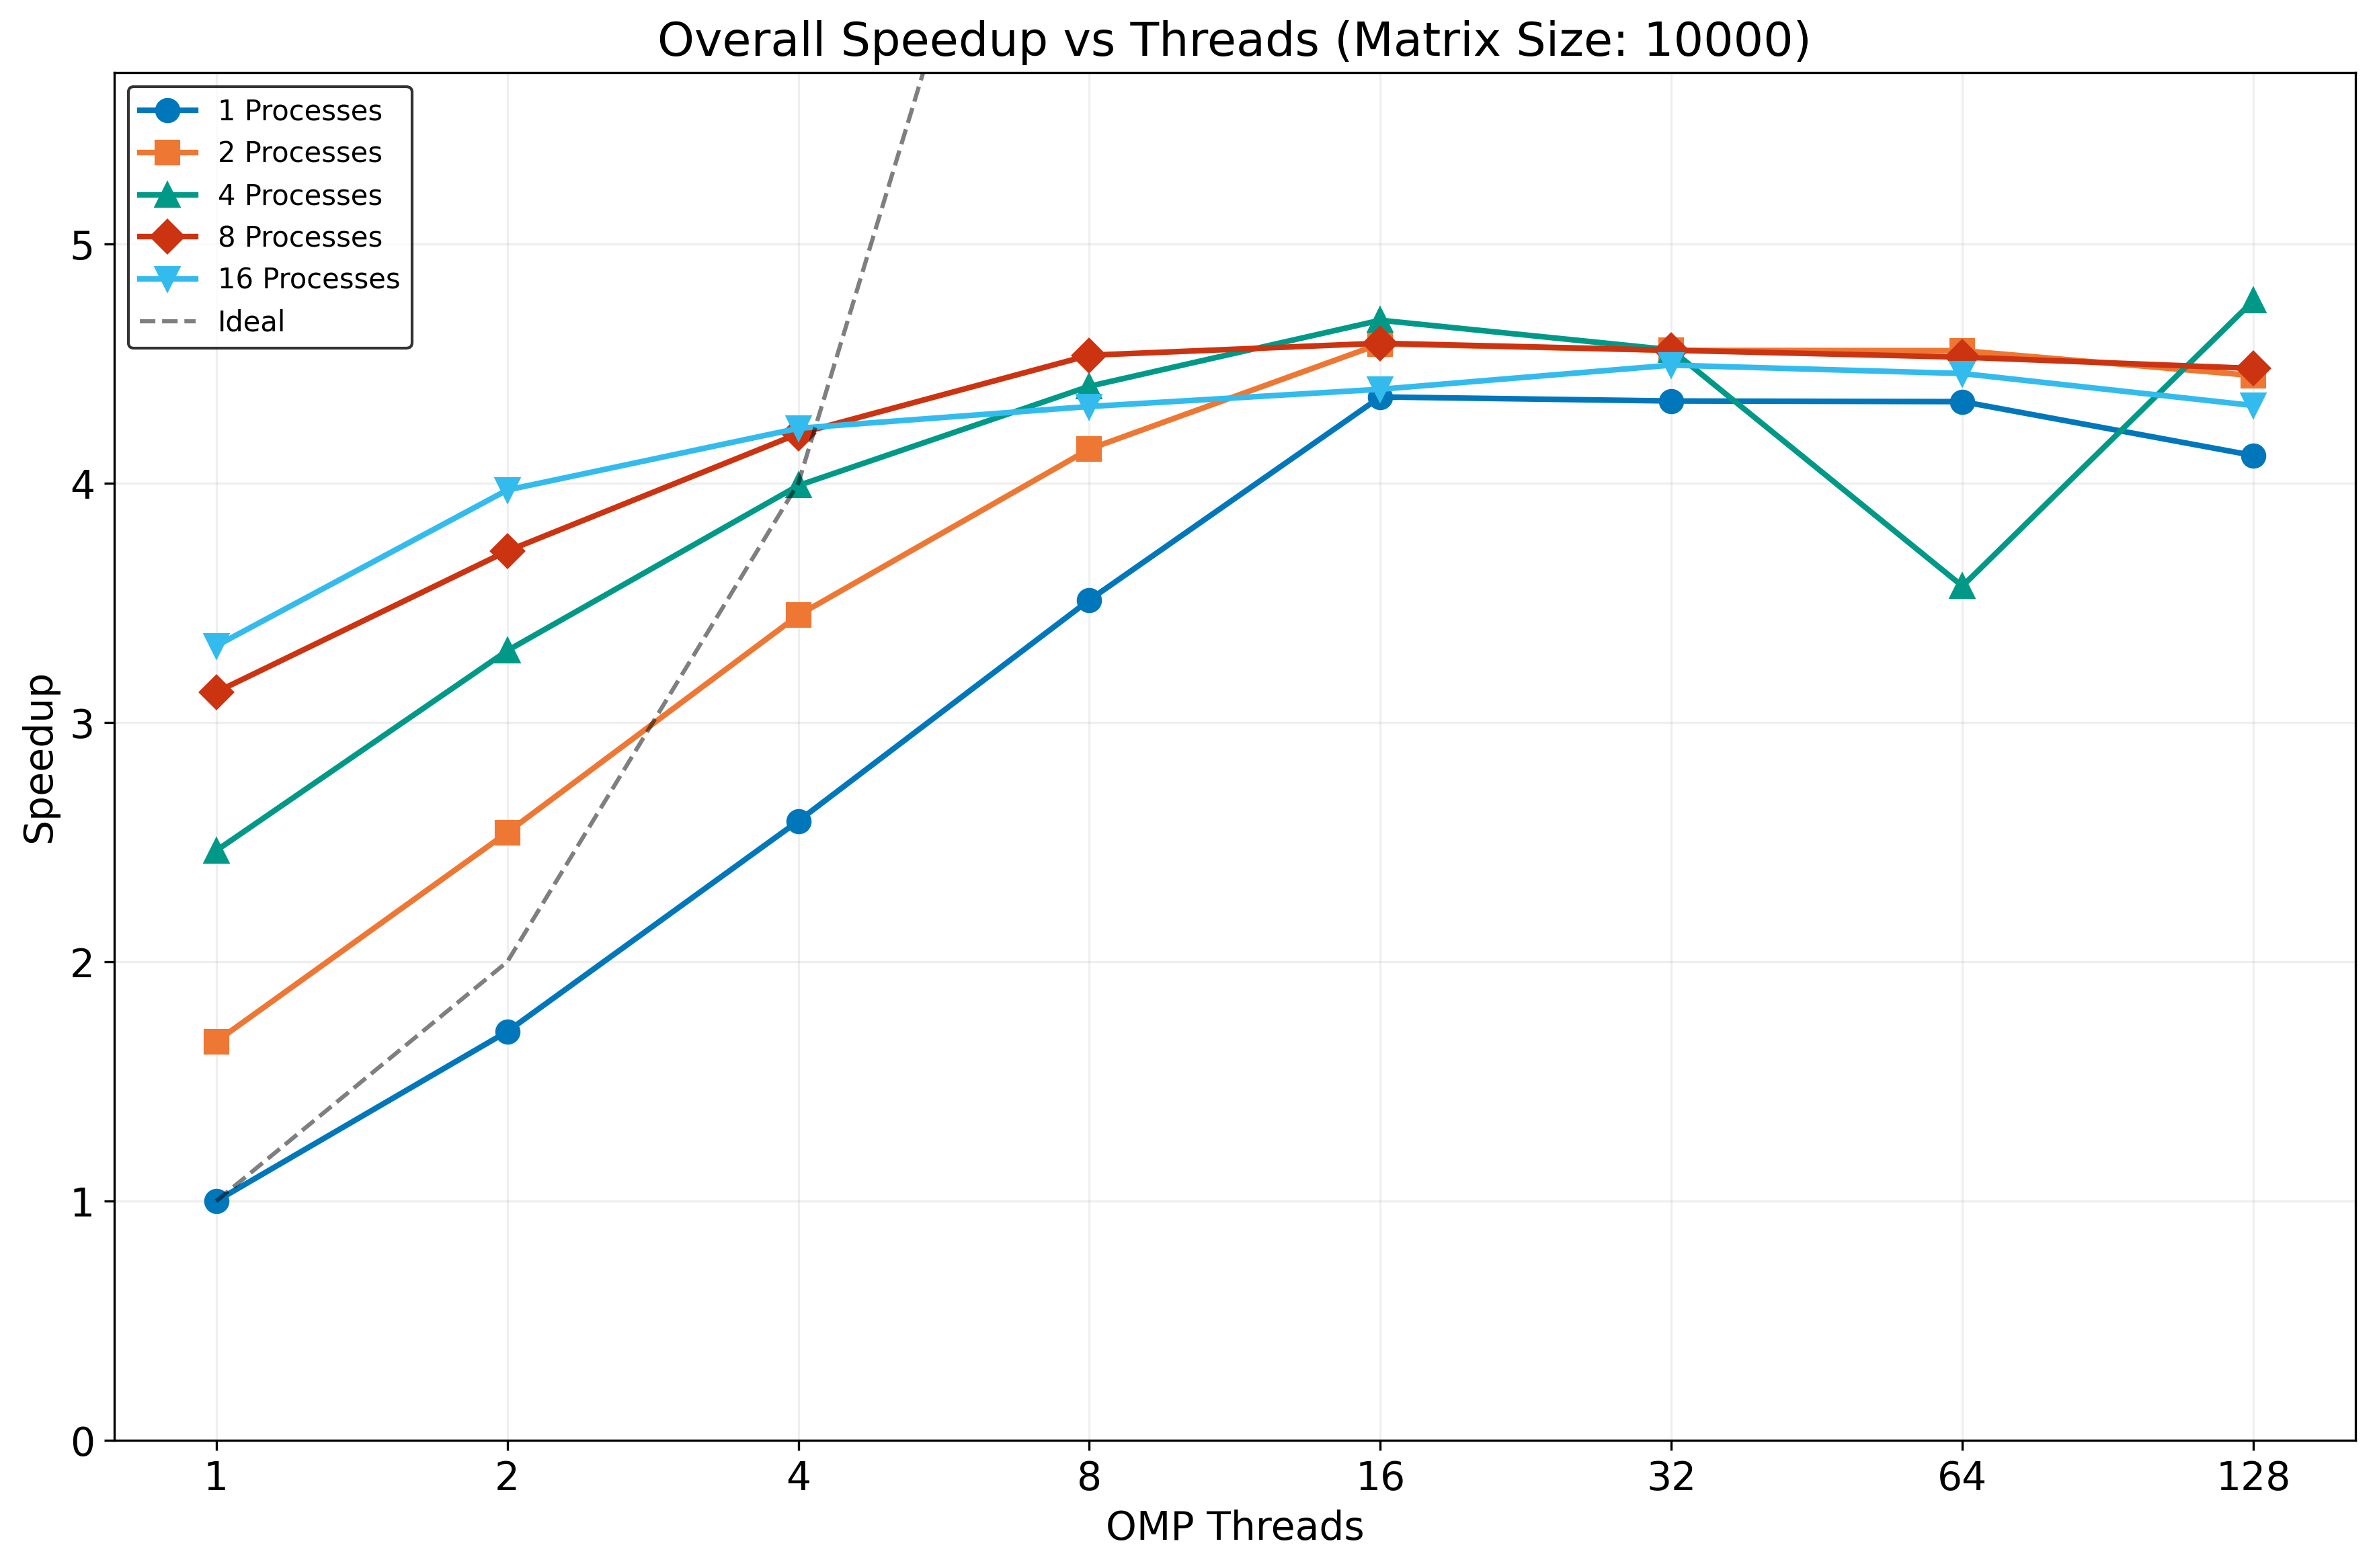 Overall Speedup vs Threads (Matrix Size: 10000)
1 Processes
2 Processes
4 Processes
8 Processes
16 Processes
Ideal
Speedup
5
4
3
2
1
0
1 2 4 8 16 32 64 128
OMP Threads